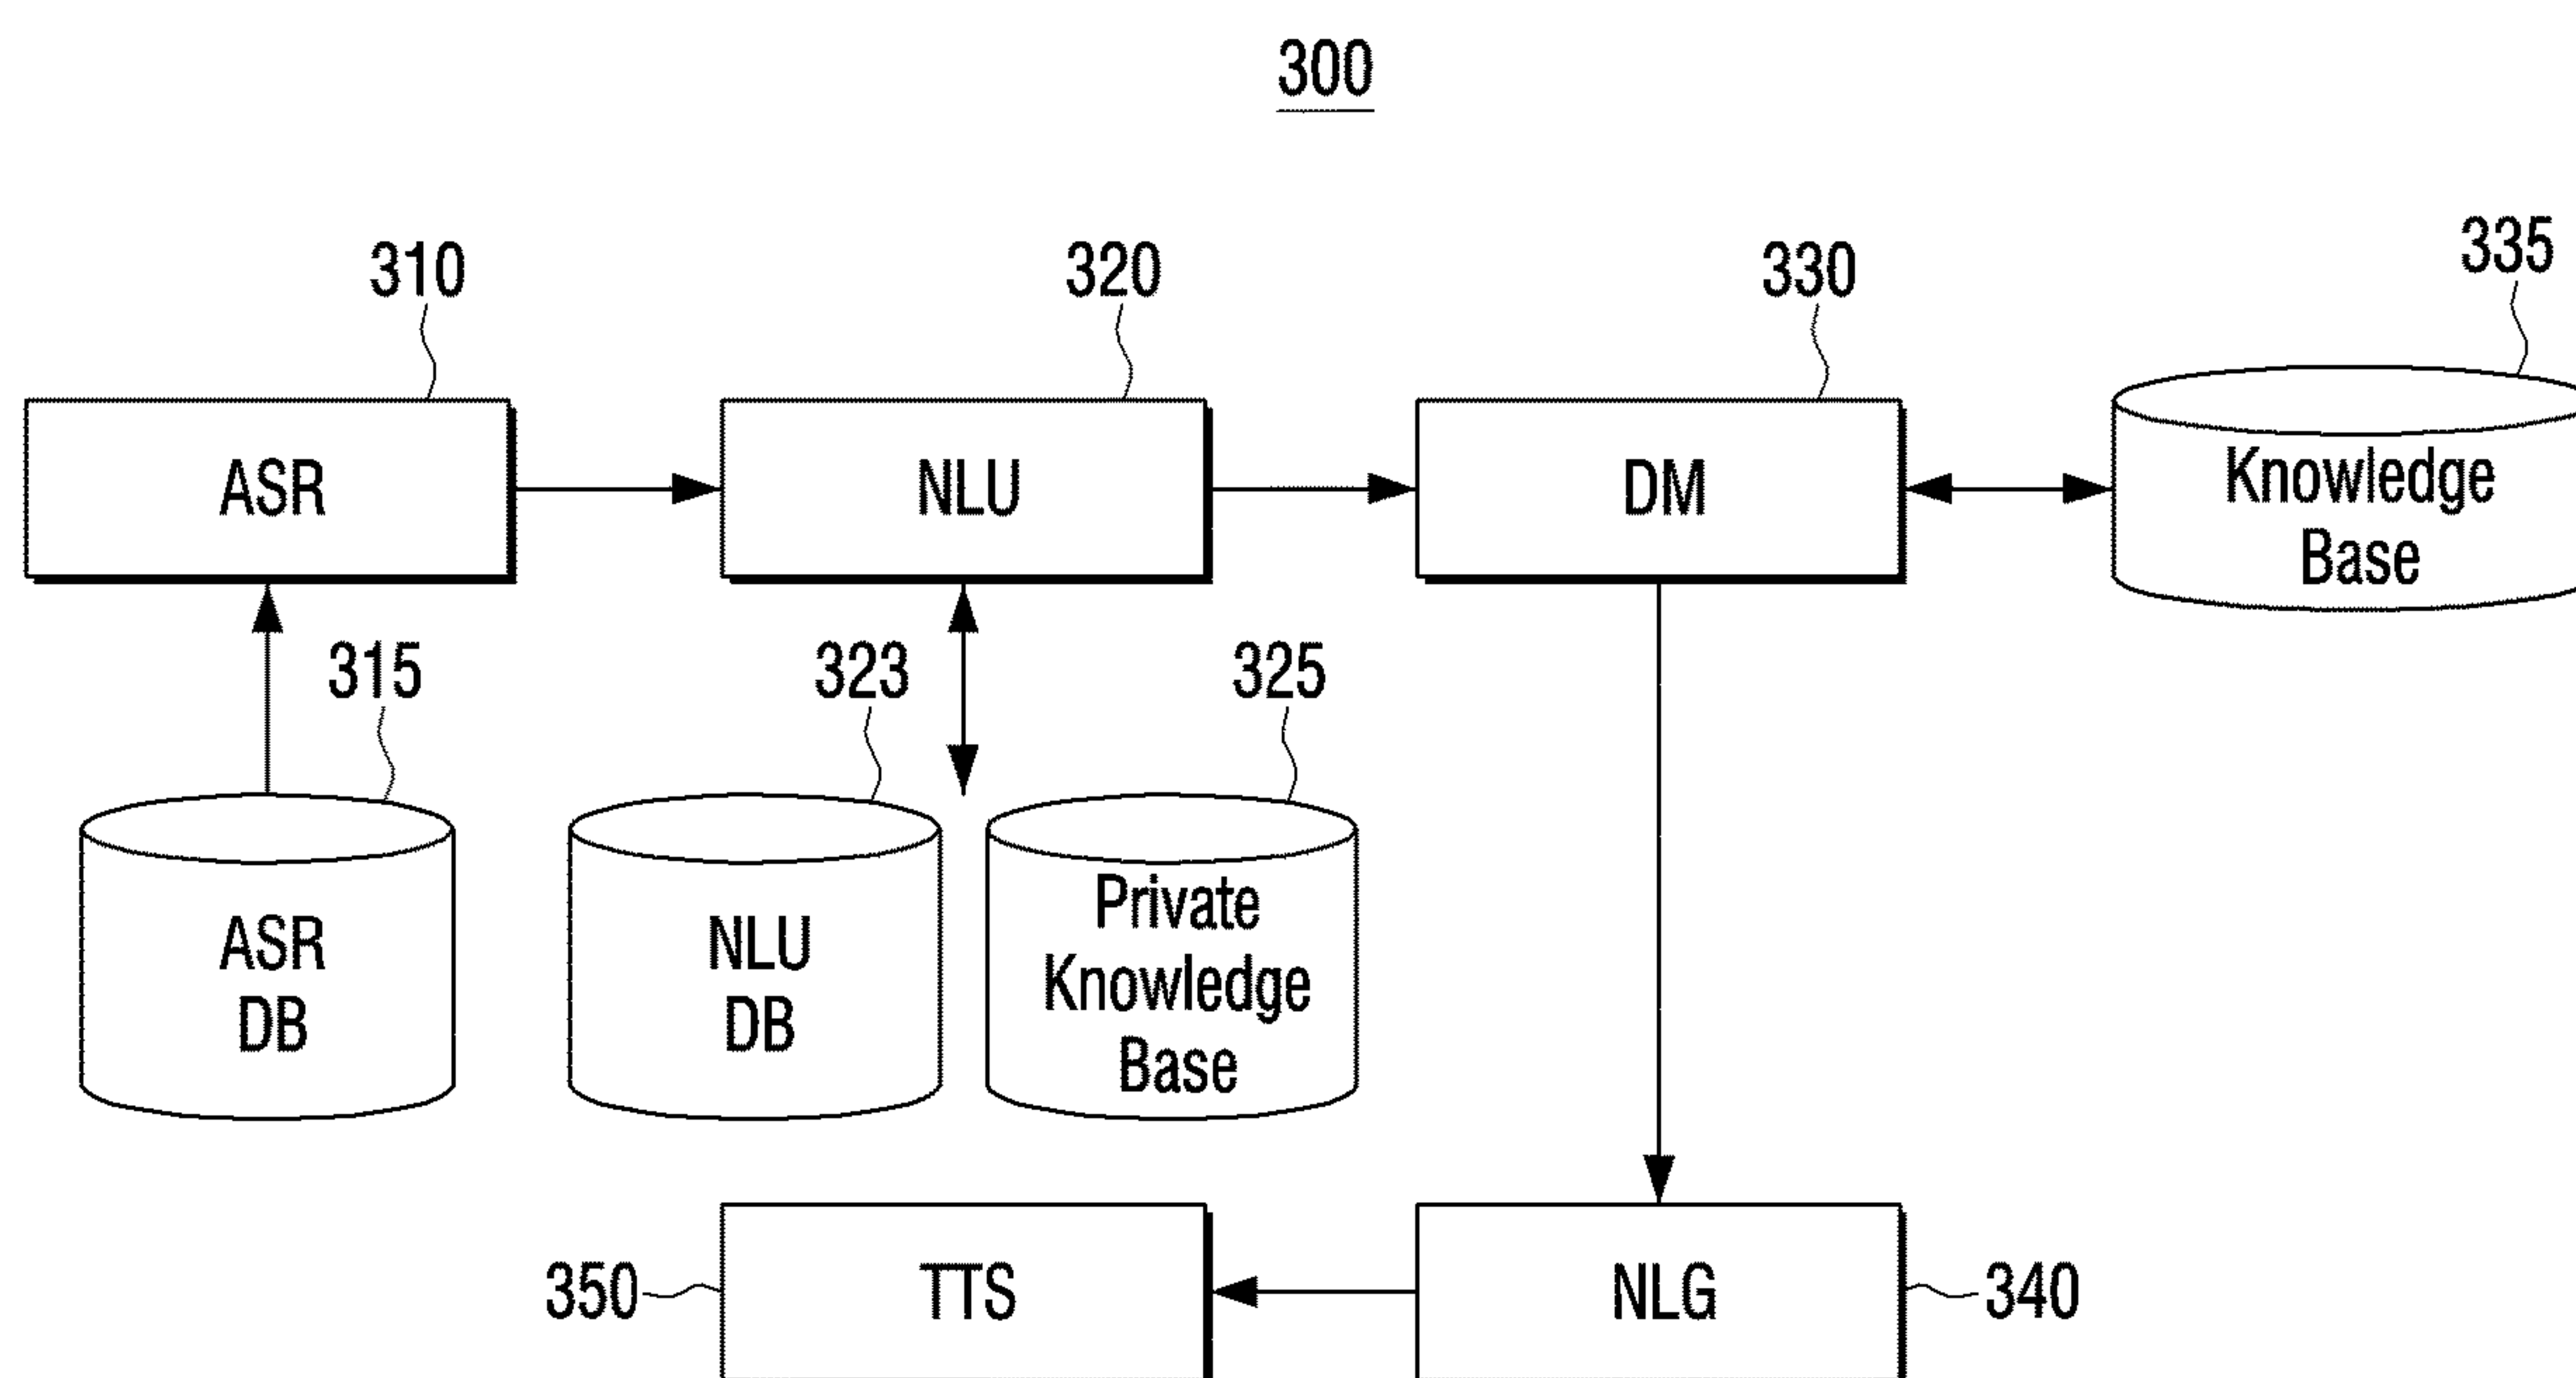 300
310
320
330
335
ASR
NLU
DM
Knowledge
Base
315
323
325
ASR
DB
NLU
DB
Private
Knowledge
Base
350
TTS
NLG
340